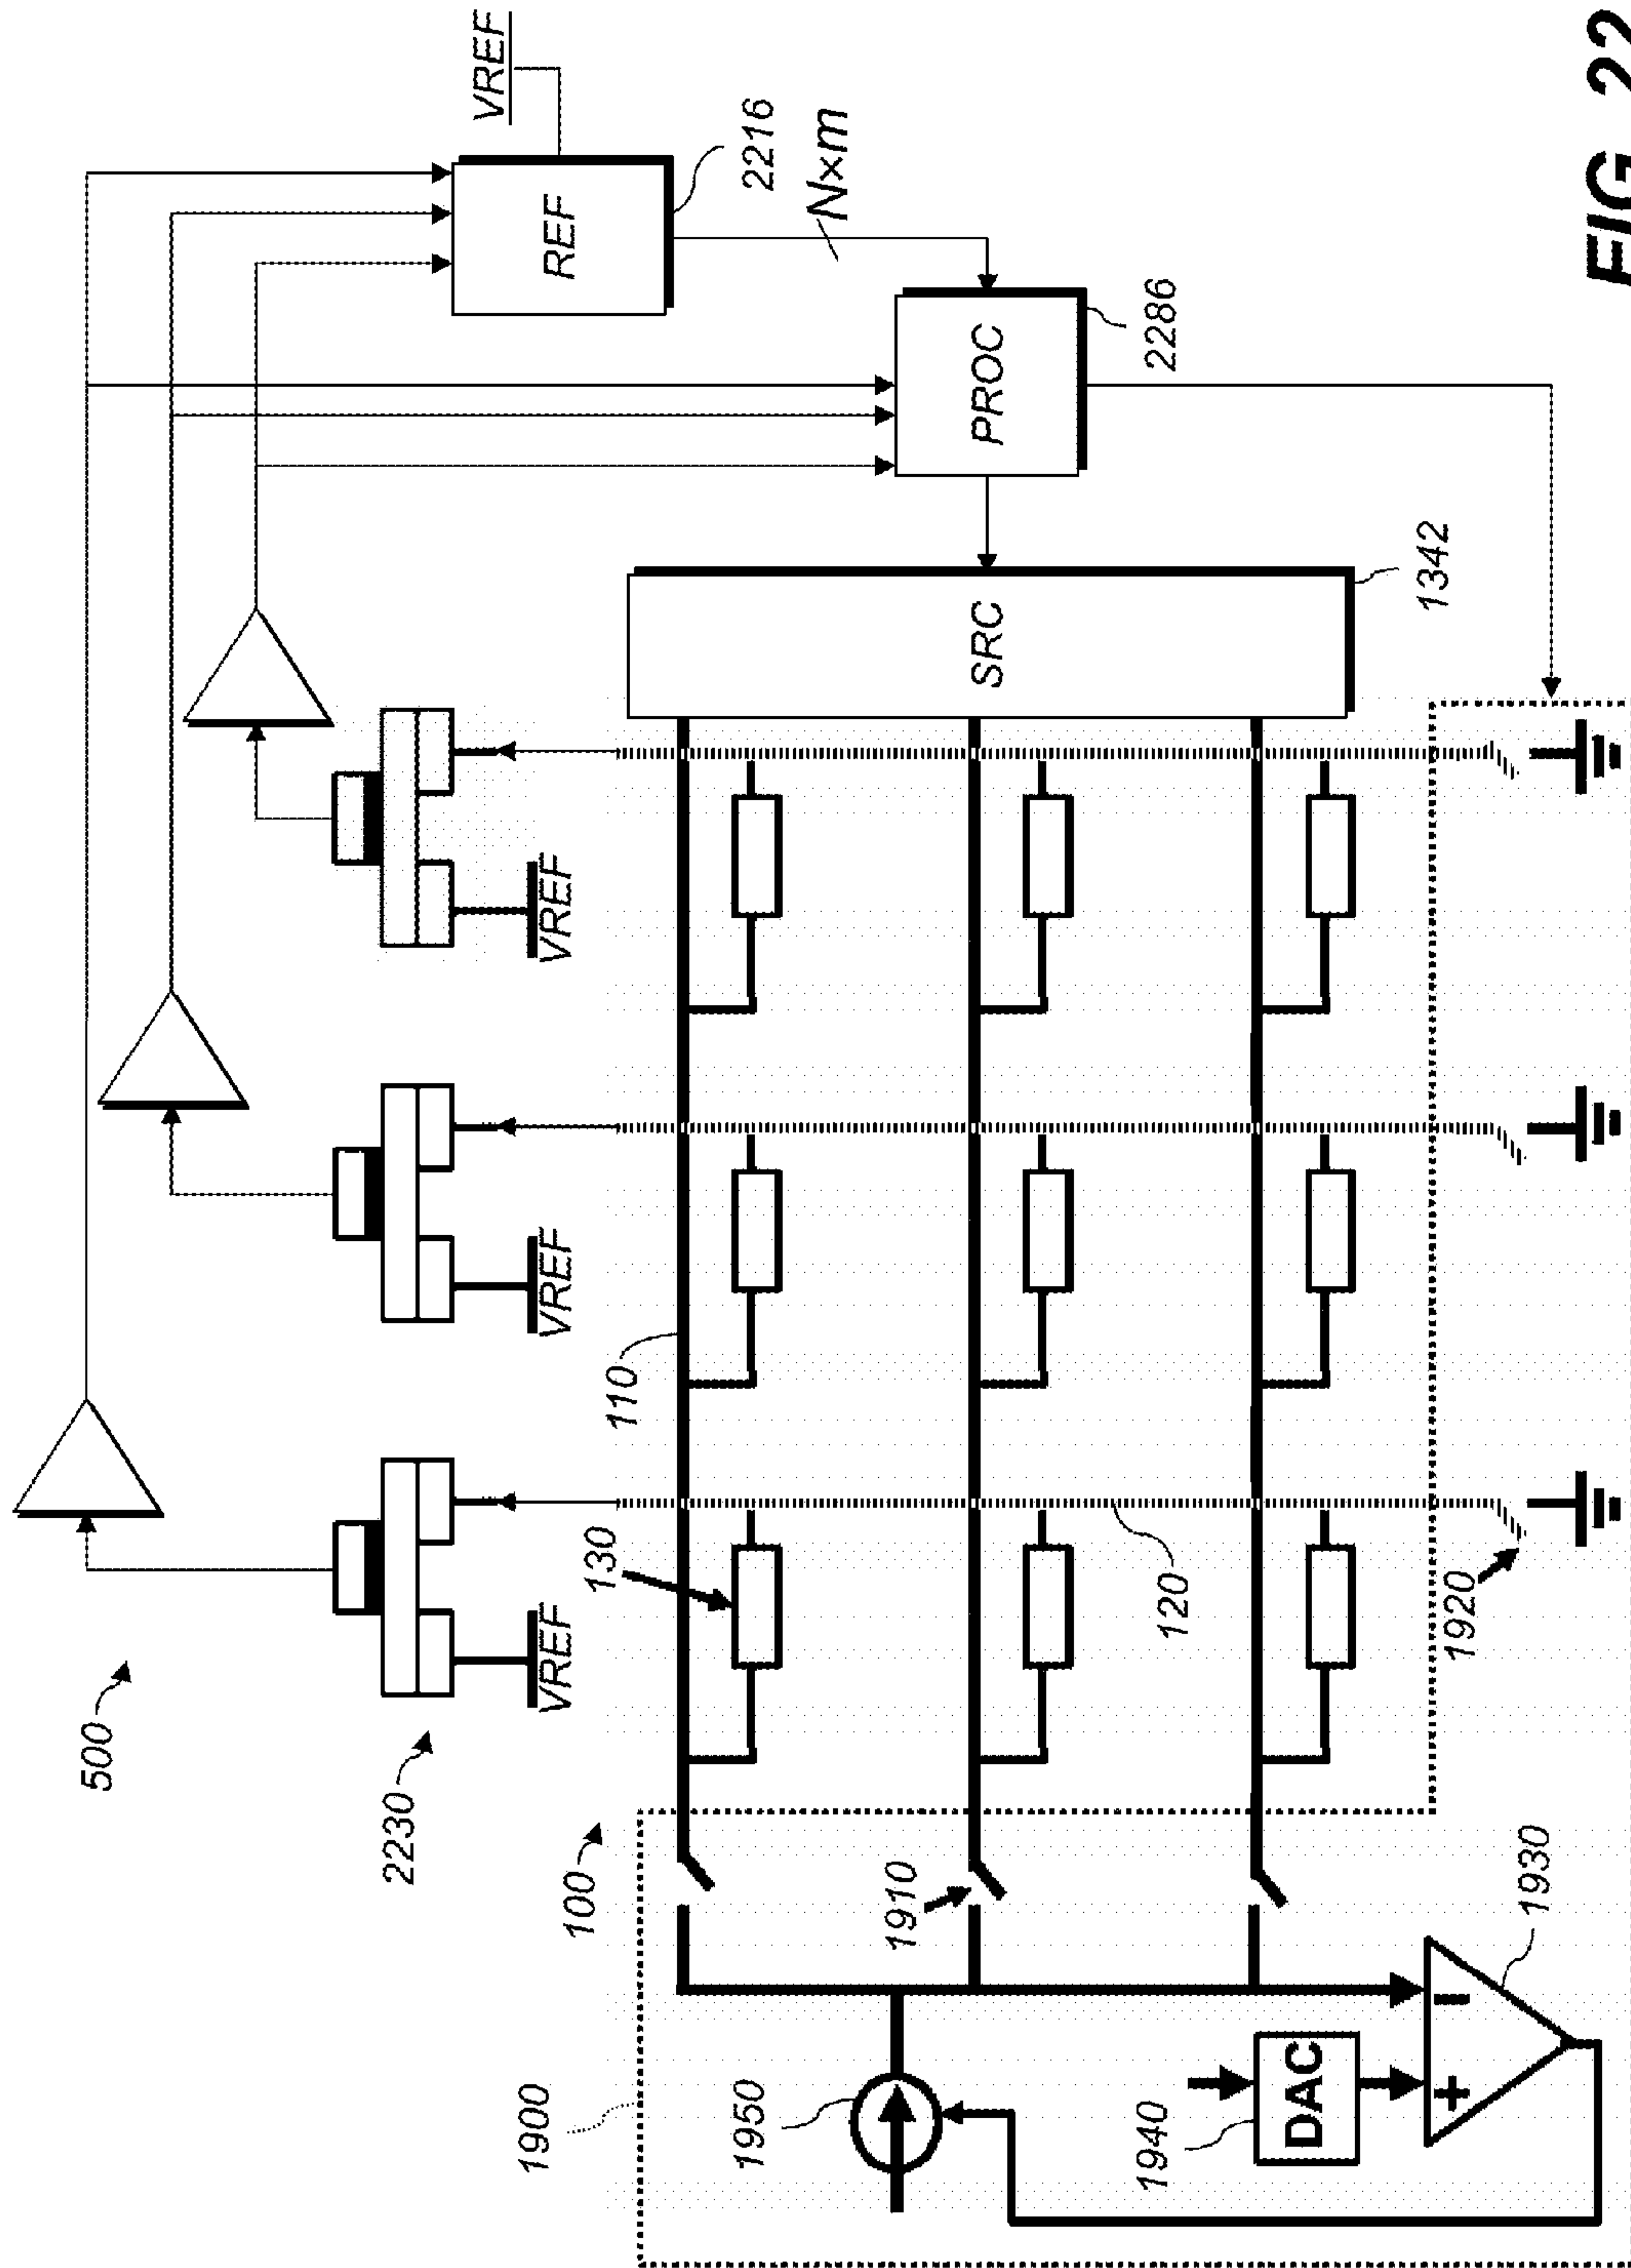 500
2230
VREF
VREF
VREF
VREF
REF
2216
N×m
PROC
2286
SRC
1342
100
110
130
120
1900
1910
1920
1950
1940
DAC
+
−
1930
FIG. 22